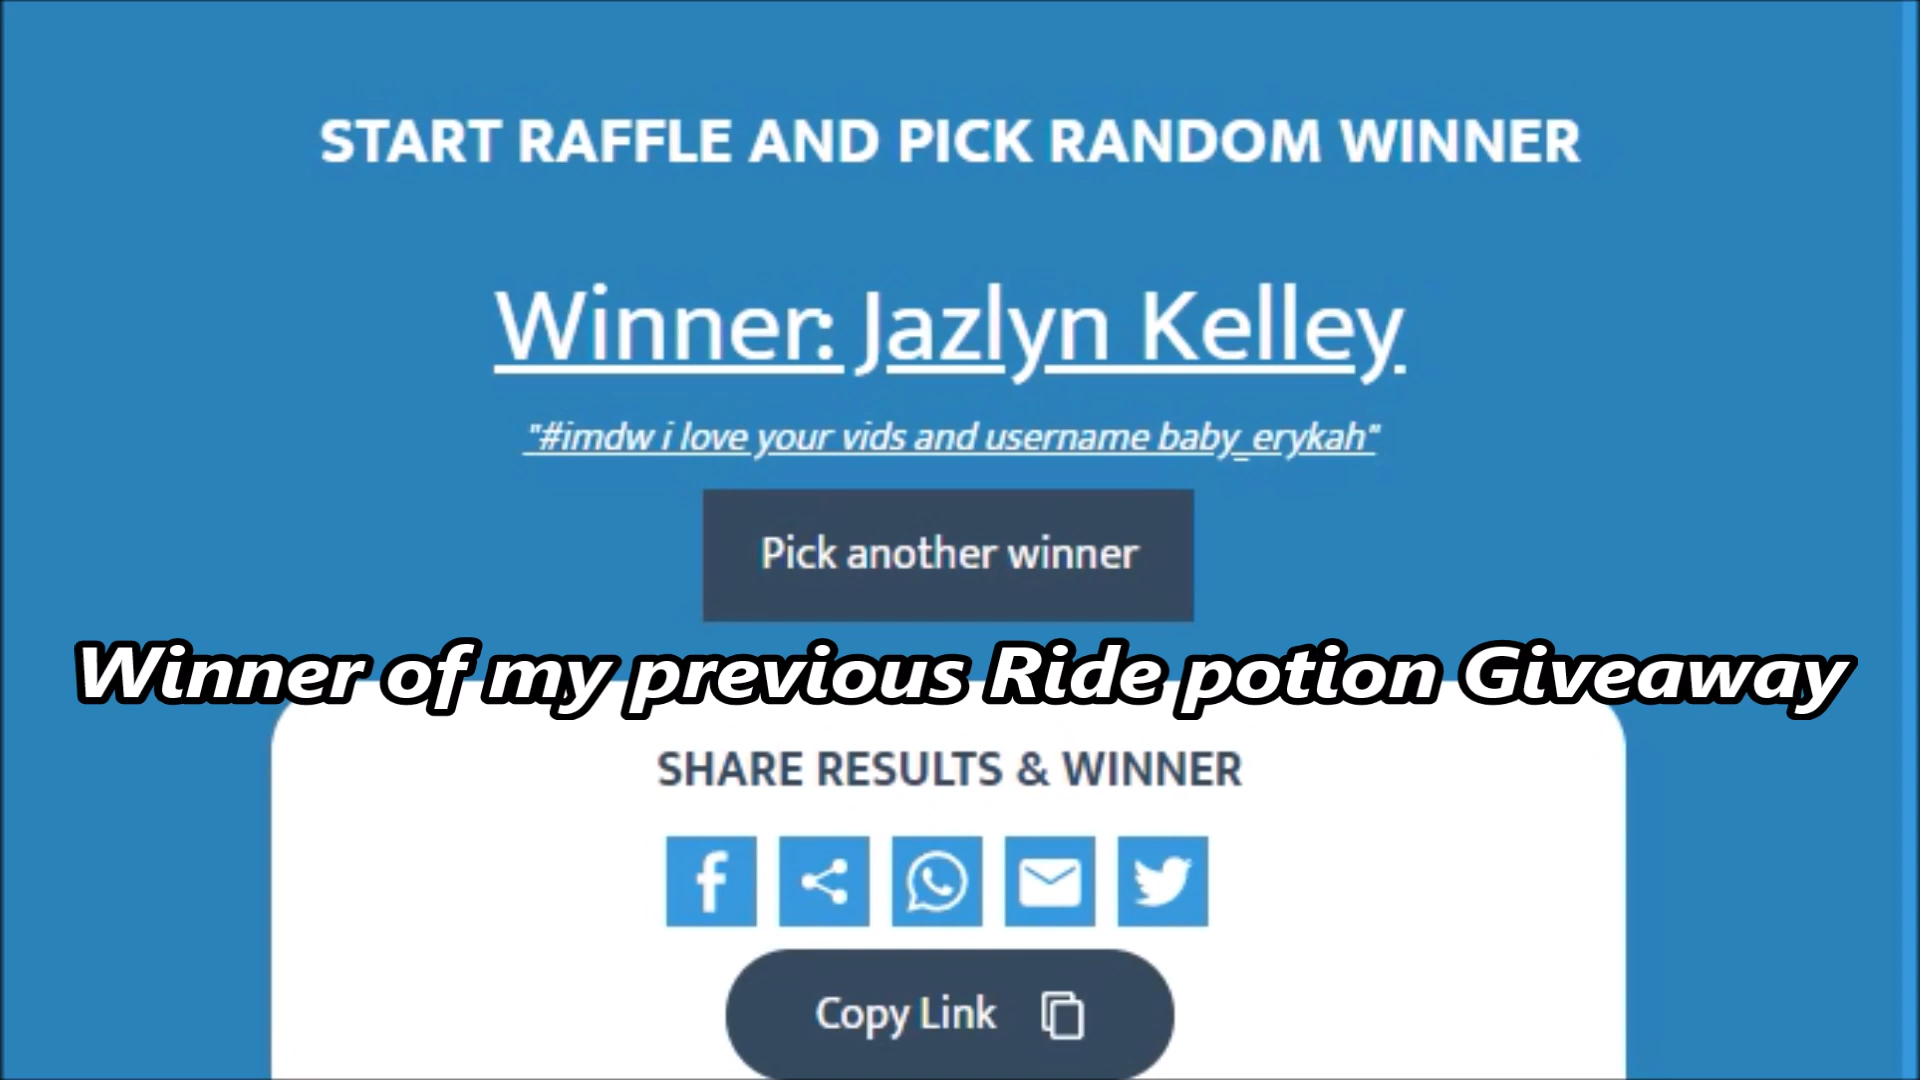 START RAFFLE AND PICK RANDOM WINNER
Winner: Jazlyn Kelley
"#imdw i love your vids and username baby_erykah"
Pick another winner
Winner of my previous Ride potion Giveaway
SHARE RESULTS & WINNER
Copy Link